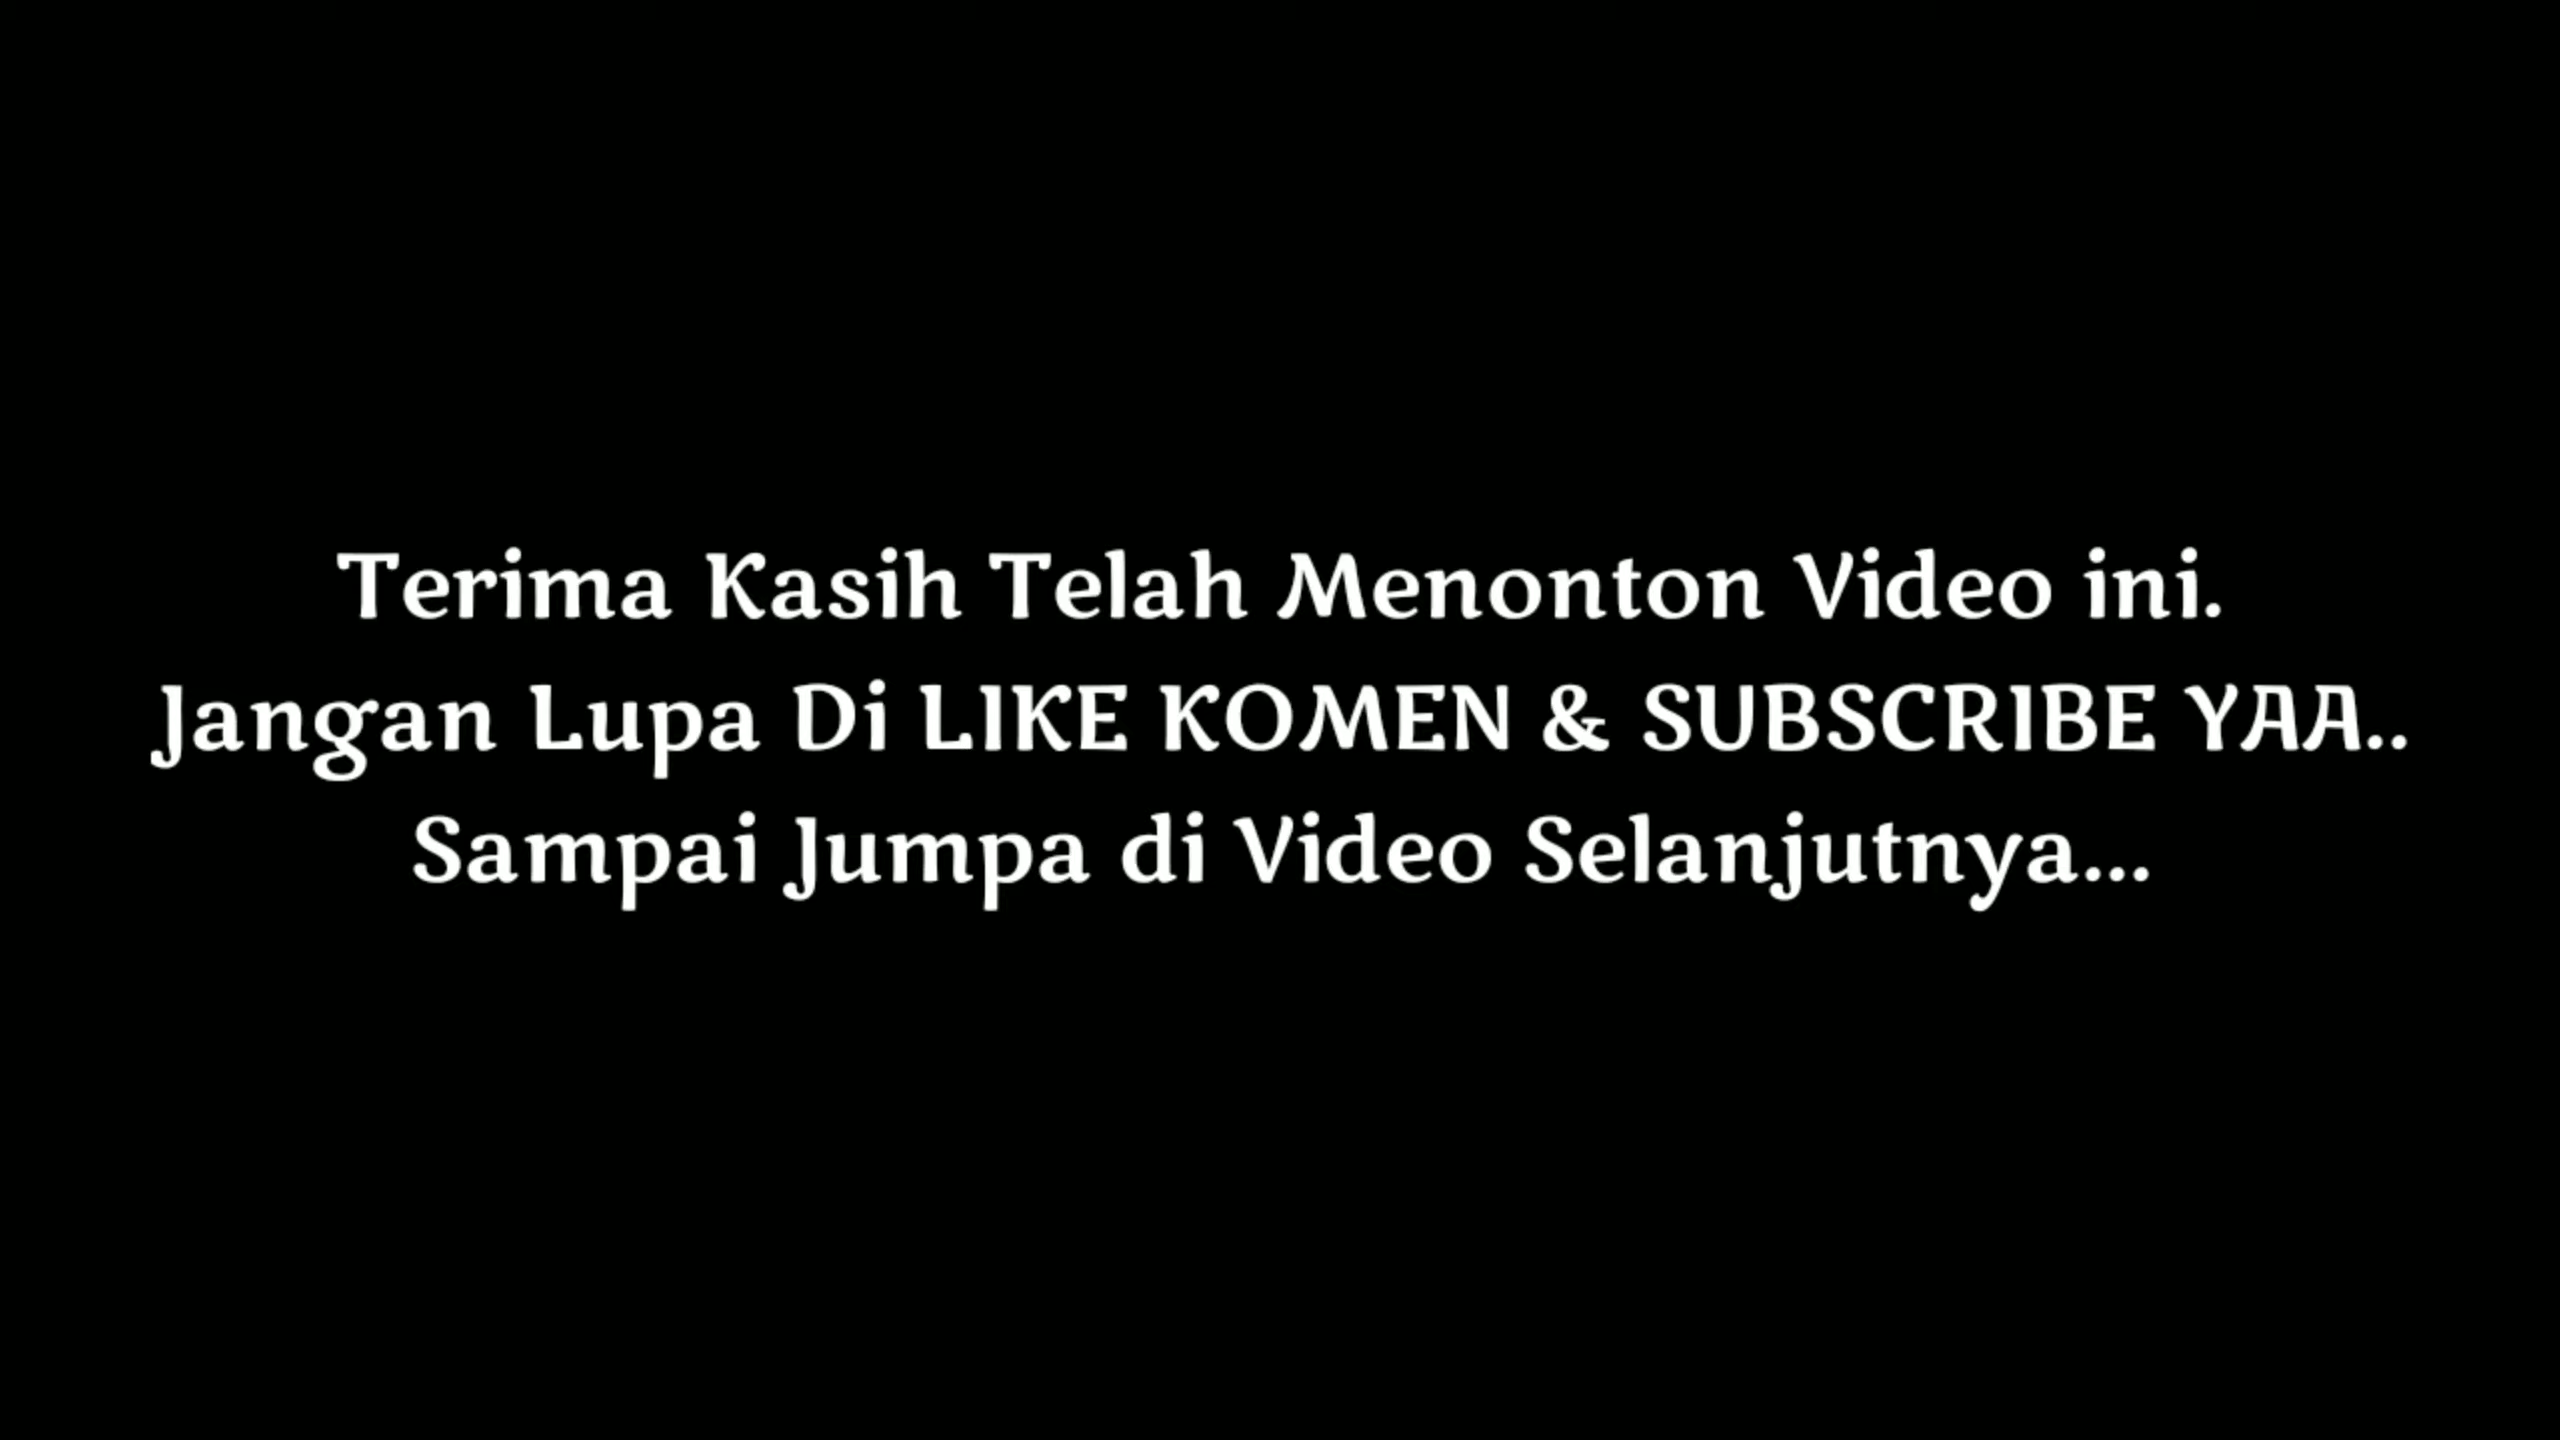 Terima Kasih Telah Menonton Video ini.
Jangan Lupa Di LIKE KOMEN & SUBSCRIBE YAA..
Sampai Jumpa di Video Selanjutnya...